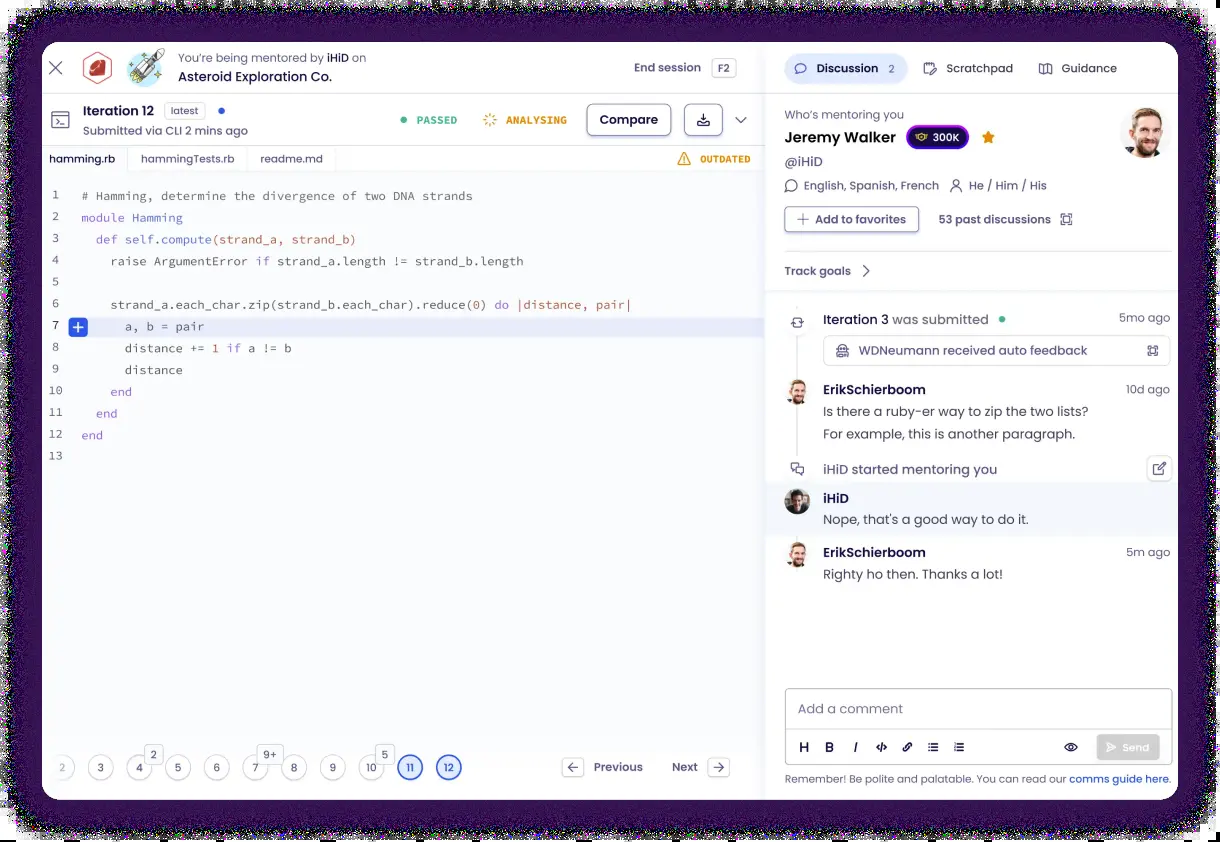 You're being mentored by iHiD on
Asteroid Exploration Co.
End session F2
Iteration 12 latest
Submitted via CLI 2 mins ago
PASSED
ANALYSING
Compare
hamming.rb
hammingTests.rb
readme.md
OUTDATED
1 # Hamming, determine the divergence of two DNA strands
2 module Hamming
3 def self.compute(strand_a, strand_b)
4 raise ArgumentError if strand_a.length != strand_b.length
5
6 strand_a.each_char.zip(strand_b.each_char).reduce(0) do |distance, pair|
7 a, b = pair
8 distance += 1 if a != b
9 distance
10 end
11 end
12 end
13
2 3 4 2 5 6 7 9+ 8 9 10 5 11 12
Previous
Next
Discussion 2
Scratchpad
Guidance
Who's mentoring you
Jeremy Walker 300K
@iHiD
English, Spanish, French He / Him / His
Add to favorites
53 past discussions
Track goals
Iteration 3 was submitted 5mo ago
WDNeumann received auto feedback
ErikSchierboom 10d ago
Is there a ruby-er way to zip the two lists?
For example, this is another paragraph.
iHiD started mentoring you
iHiD
Nope, that's a good way to do it.
ErikSchierboom 5m ago
Righty ho then. Thanks a lot!
Add a comment
H B I
Send
Remember! Be polite and palatable. You can read our comms guide here.